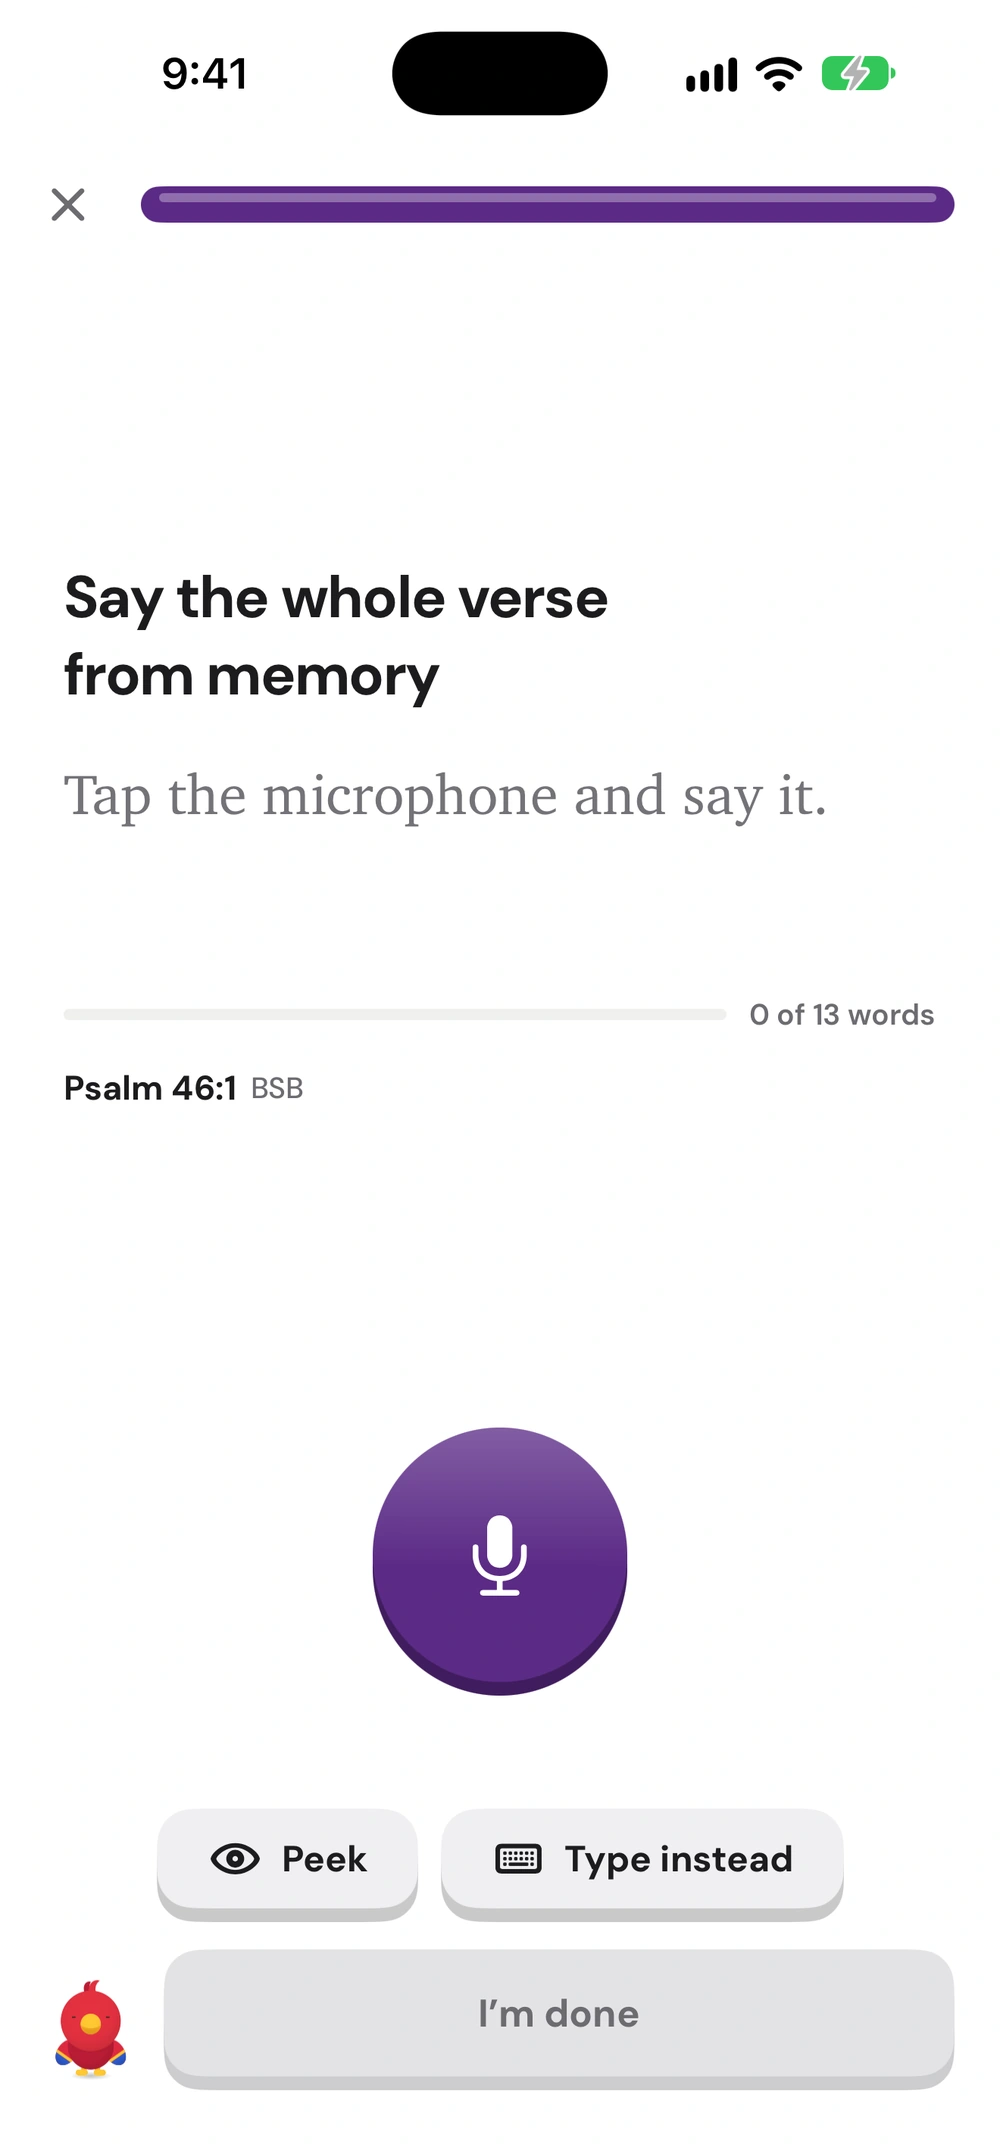 9:41
Say the whole verse
from memory
Tap the microphone and say it.
0 of 13 words
Psalm 46:1 BSB
Peek
Type instead
I’m done